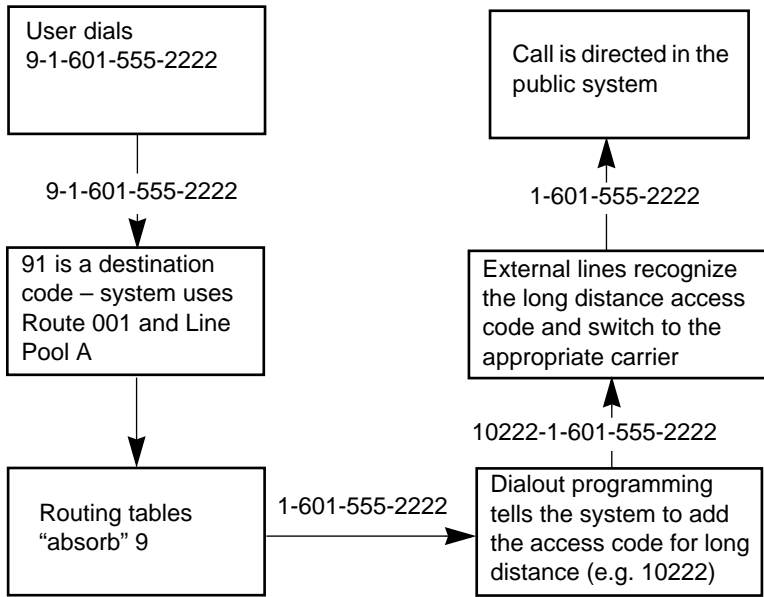 User dials
9-1-601-555-2222
9-1-601-555-2222
91 is a destination
code – system uses
Route 001 and Line
Pool A
Routing tables
“absorb” 9
1-601-555-2222
Dialout programming
tells the system to add
the access code for long
distance (e.g. 10222)
10222-1-601-555-2222
External lines recognize
the long distance access
code and switch to the
appropriate carrier
1-601-555-2222
Call is directed in the
public system